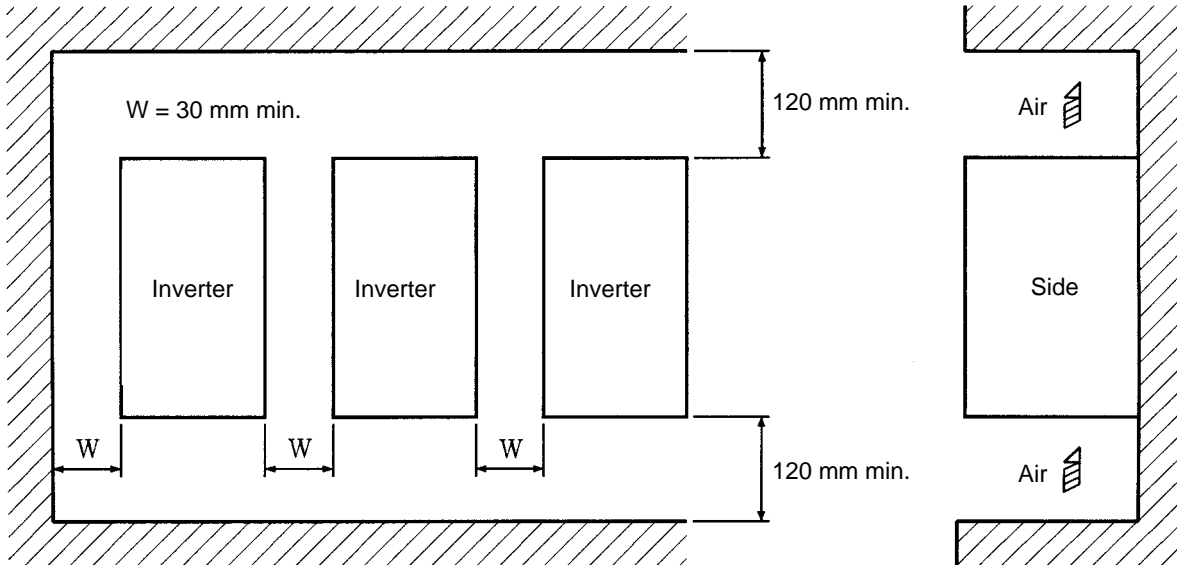 W = 30 mm min.
120 mm min.
Air
Inverter
Inverter
Inverter
Side
W
W
W
120 mm min.
Air